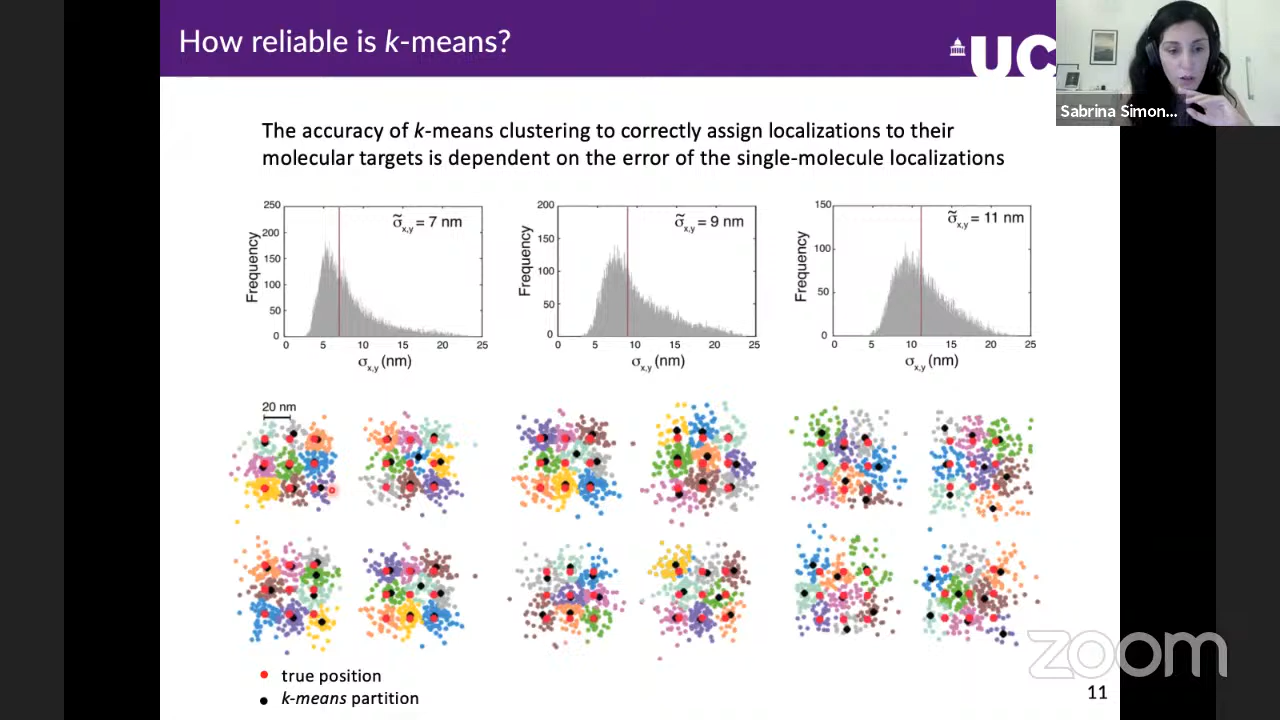 How reliable is k-means?
UC
Sabrina Simon...
The accuracy of k-means clustering to correctly assign localizations to their
molecular targets is dependent on the error of the single-molecule localizations
250
200
150
100
50
0
Frequency
σ̃x,y = 7 nm
0 5 10 15 20 25
σx,y (nm)
200
150
100
50
0
Frequency
σ̃x,y = 9 nm
0 5 10 15 20 25
σx,y (nm)
150
100
50
0
Frequency
σ̃x,y = 11 nm
0 5 10 15 20 25
σx,y (nm)
20 nm
true position
k-means partition
zoom
11